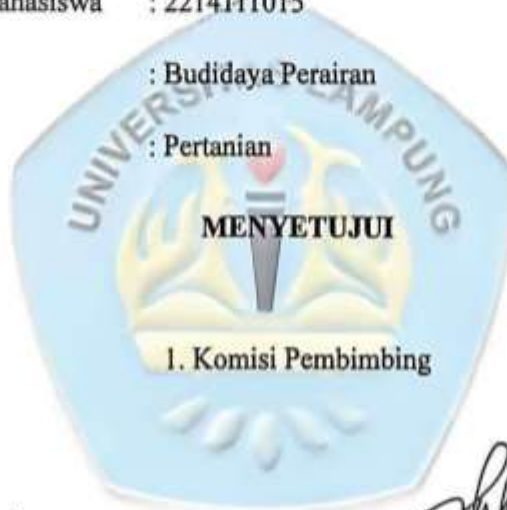 : 2214111015
: Budidaya Perairan
: Pertanian
UNIVERSITAS LAMPUNG
MENYETUJUI
1. Komisi Pembimbing